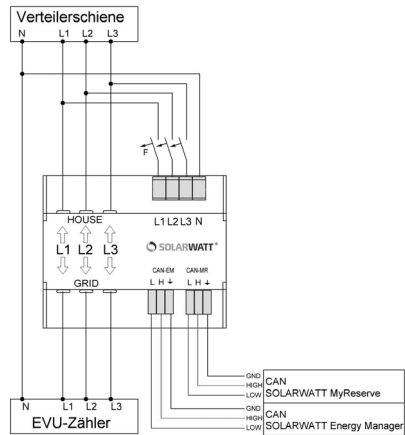 Verteilerschiene
N L1 L2 L3
F
HOUSE
L1 L2 L3 N
L1 L2 L3
SOLARWATT®
CAN-EM CAN-MR
GRID
L H L H
GND
HIGH
LOW
CAN
SOLARWATT MyReserve
GND
HIGH
LOW
CAN
SOLARWATT Energy Manager
N L1 L2 L3
EVU-Zähler